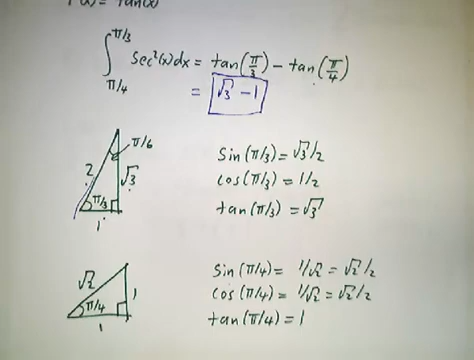 F(x) = tan(x)
∫π/4^π/3 sec²(x)dx = tan(π/3) − tan(π/4)
= √3 − 1
π/6
2
√3
π/3
1
sin(π/3) = √3/2
cos(π/3) = 1/2
tan(π/3) = √3
√2
1
π/4
1
sin(π/4) = 1/√2 = √2/2
cos(π/4) = 1/√2 = √2/2
tan(π/4) = 1